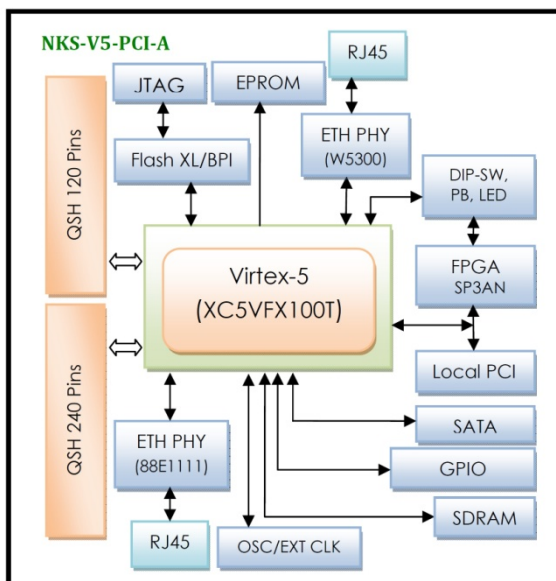 NKS-V5-PCI-A
RJ45
JTAG
EPROM
QSH 120 Pins
Flash XL/BPI
ETH PHY
(W5300)
DIP-SW,
PB, LED
Virtex-5
(XC5VFX100T)
FPGA
SP3AN
Local PCI
QSH 240 Pins
ETH PHY
(88E1111)
SATA
GPIO
SDRAM
RJ45
OSC/EXT CLK